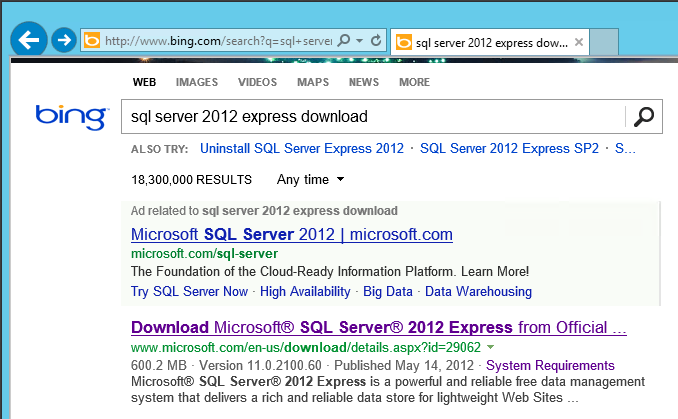 http://www.bing.com/search?q=sql+server
sql server 2012 express dow...
WEB IMAGES VIDEOS MAPS NEWS MORE
bing
sql server 2012 express download
ALSO TRY: Uninstall SQL Server Express 2012 · SQL Server 2012 Express SP2 · S...
18,300,000 RESULTS Any time
Ad related to sql server 2012 express download
Microsoft SQL Server 2012 | microsoft.com
microsoft.com/sql-server
The Foundation of the Cloud-Ready Information Platform. Learn More!
Try SQL Server Now · High Availability · Big Data · Data Warehousing
Download Microsoft® SQL Server® 2012 Express from Official ...
www.microsoft.com/en-us/download/details.aspx?id=29062
600.2 MB · Version 11.0.2100.60 · Published May 14, 2012 · System Requirements
Microsoft® SQL Server® 2012 Express is a powerful and reliable free data management
system that delivers a rich and reliable data store for lightweight Web Sites ...